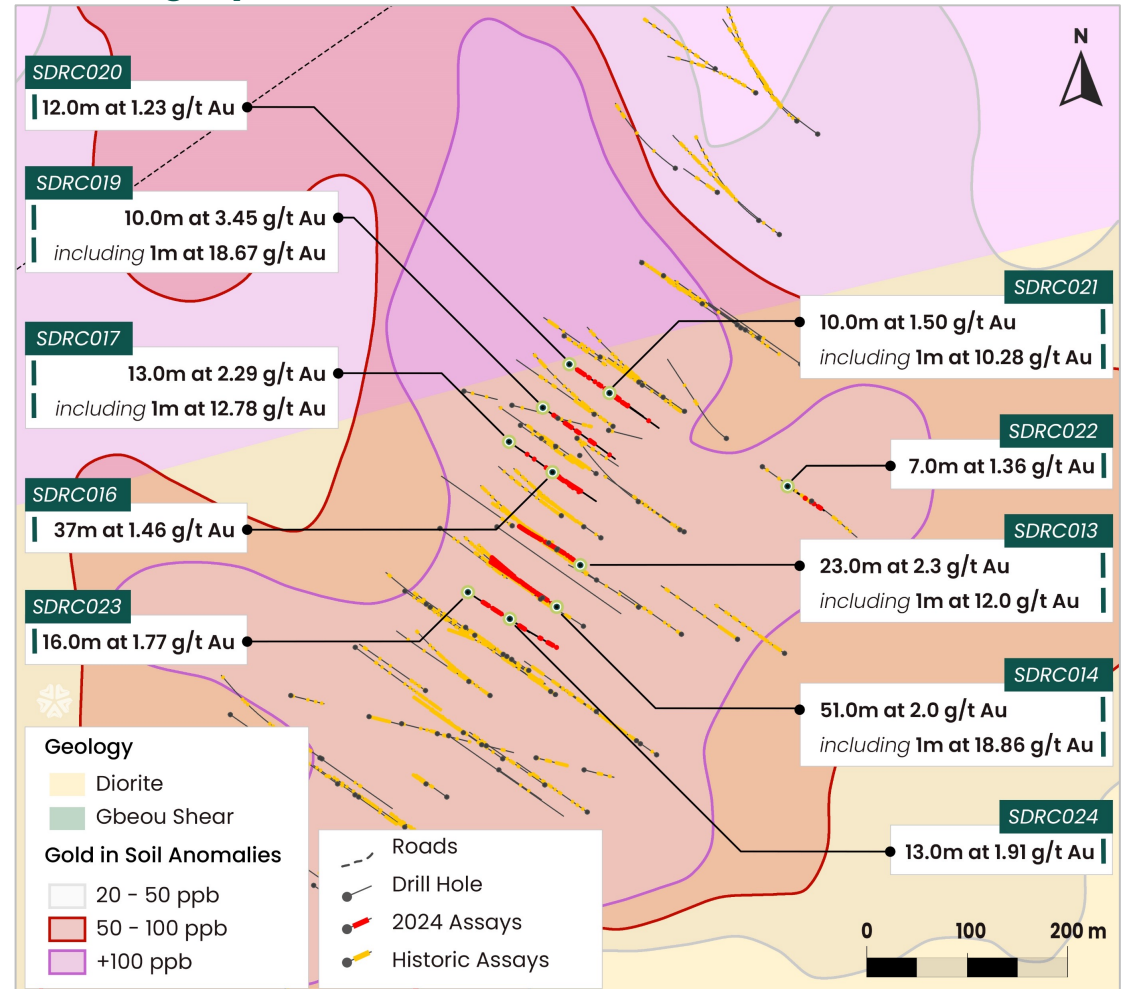 N
SDRC020
12.0m at 1.23 g/t Au
SDRC019
10.0m at 3.45 g/t Au
including 1m at 18.67 g/t Au
SDRC017
13.0m at 2.29 g/t Au
including 1m at 12.78 g/t Au
SDRC016
37m at 1.46 g/t Au
SDRC023
16.0m at 1.77 g/t Au
SDRC021
10.0m at 1.50 g/t Au
including 1m at 10.28 g/t Au
SDRC022
7.0m at 1.36 g/t Au
SDRC013
23.0m at 2.3 g/t Au
including 1m at 12.0 g/t Au
SDRC014
51.0m at 2.0 g/t Au
including 1m at 18.86 g/t Au
SDRC024
13.0m at 1.91 g/t Au
Geology
Diorite
Gbeou Shear
Gold in Soil Anomalies
20 - 50 ppb
50 - 100 ppb
+100 ppb
Roads
Drill Hole
2024 Assays
Historic Assays
0 100 200 m